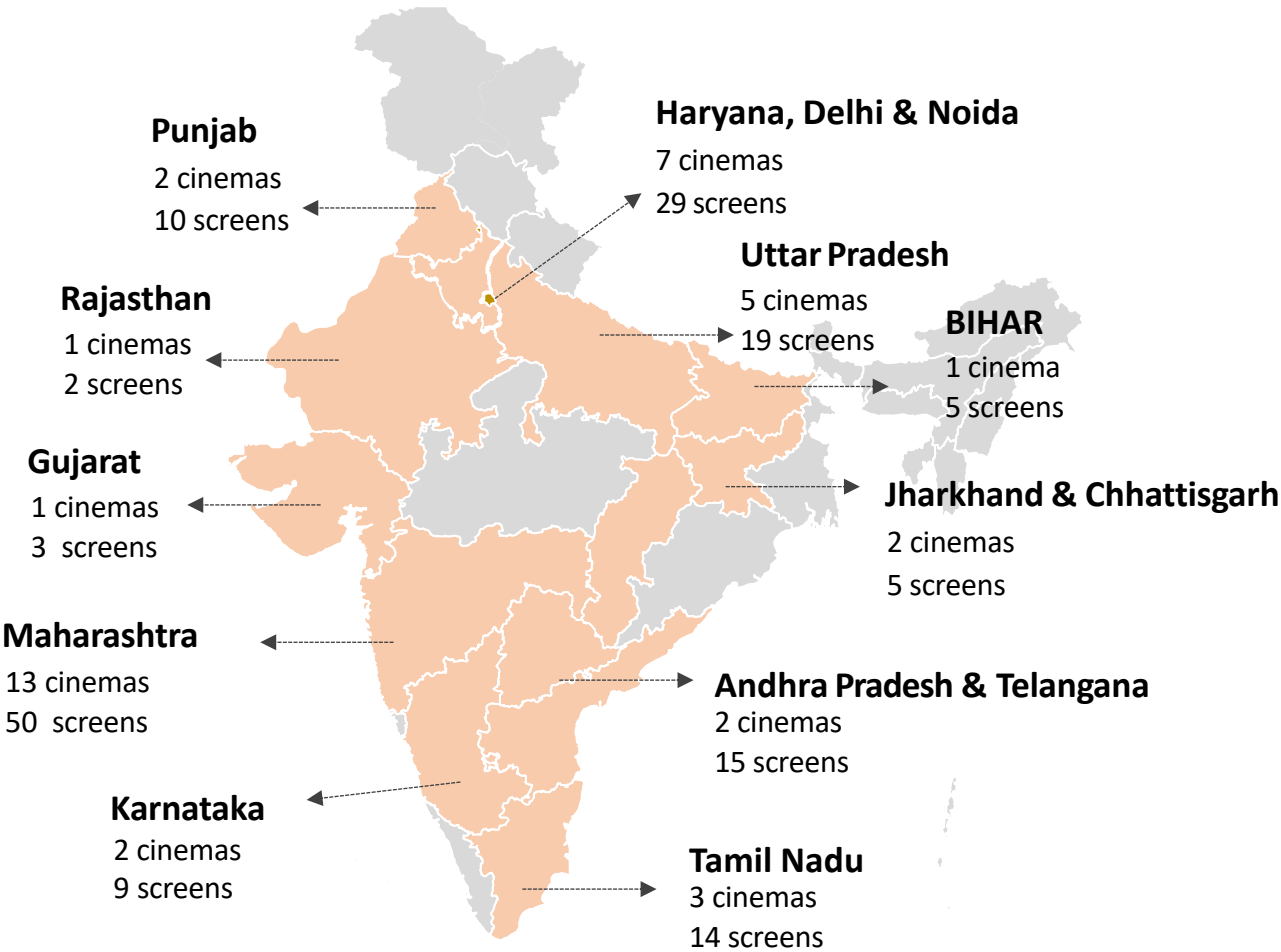 Punjab
2 cinemas
10 screens
Haryana, Delhi & Noida
7 cinemas
29 screens
Uttar Pradesh
5 cinemas
19 screens
Rajasthan
1 cinemas
2 screens
BIHAR
1 cinema
5 screens
Gujarat
1 cinemas
3 screens
Jharkhand & Chhattisgarh
2 cinemas
5 screens
Maharashtra
13 cinemas
50 screens
Andhra Pradesh & Telangana
2 cinemas
15 screens
Karnataka
2 cinemas
9 screens
Tamil Nadu
3 cinemas
14 screens